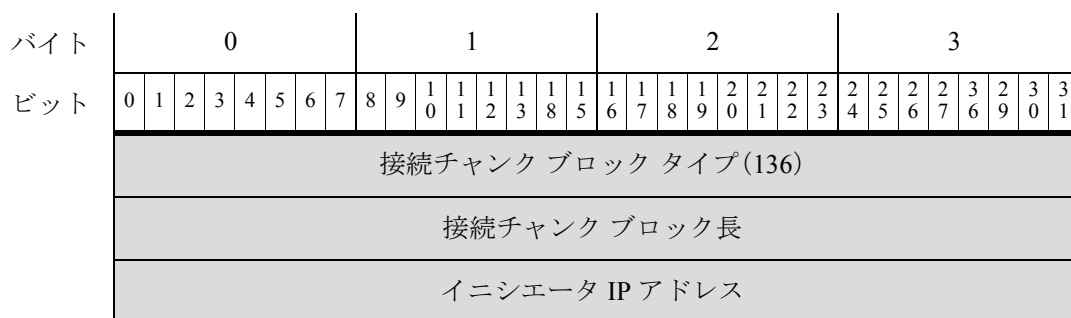 バイト 0 1 2 3
ビット 0 1 2 3 4 5 6 7 8 9 10 11 12 13 18 15 16 17 18 19 20 21 22 23 24 25 26 27 36 29 30 31
接続チャンク ブロック タイプ(136)
接続チャンク ブロック長
イニシエータ IP アドレス